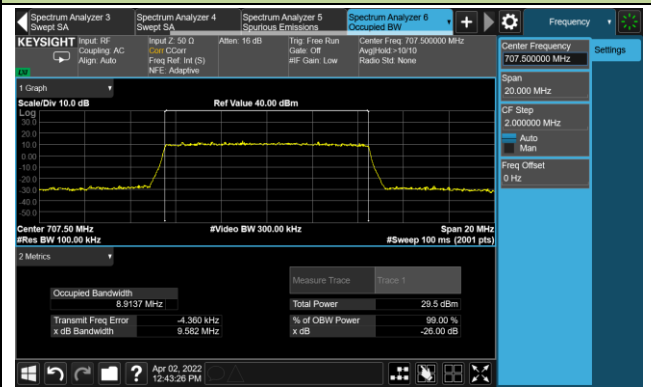 Spectrum Analyzer 3
Swept SA
Spectrum Analyzer 4
Swept SA
Spectrum Analyzer 5
Spurious Emissions
Spectrum Analyzer 6
Occupied BW
Frequency
KEYSIGHT
Input: RF
Coupling: AC
Align: Auto
Input Z: 50 Ω
Corr CCorr
Freq Ref: Int (S)
NFE: Adaptive
Atten: 16 dB
Trig: Free Run
Gate: Off
#IF Gain: Low
Center Freq: 707.500000 MHz
Avg|Hold:>10/10
Radio Std: None
Center Frequency
707.500000 MHz
Settings
Span
20.000 MHz
CF Step
2.000000 MHz
Auto
Man
Freq Offset
0 Hz
1 Graph
Scale/Div 10.0 dB
Ref Value 40.00 dBm
Log
30.0
20.0
10.0
0.00
-10.0
-20.0
-30.0
-40.0
-50.0
Center 707.50 MHz
#Video BW 300.00 kHz
Span 20 MHz
#Res BW 100.00 kHz
#Sweep 100 ms (2001 pts)
2 Metrics
Measure Trace
Trace 1
Occupied Bandwidth
8.9137 MHz
Total Power
29.5 dBm
Transmit Freq Error
-4.360 kHz
% of OBW Power
99.00 %
x dB Bandwidth
9.582 MHz
x dB
-26.00 dB
Apr 02, 2022
12:43:26 PM